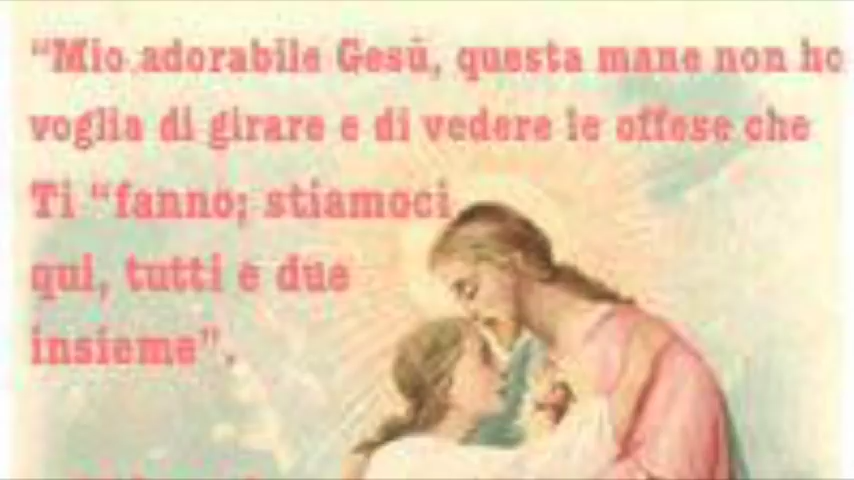 “Mio adorabile Gesù, questa mane non ho
voglia di girare e di vedere le offese che
Ti “fanno; stiamoci
qui, tutti e due
insieme”.